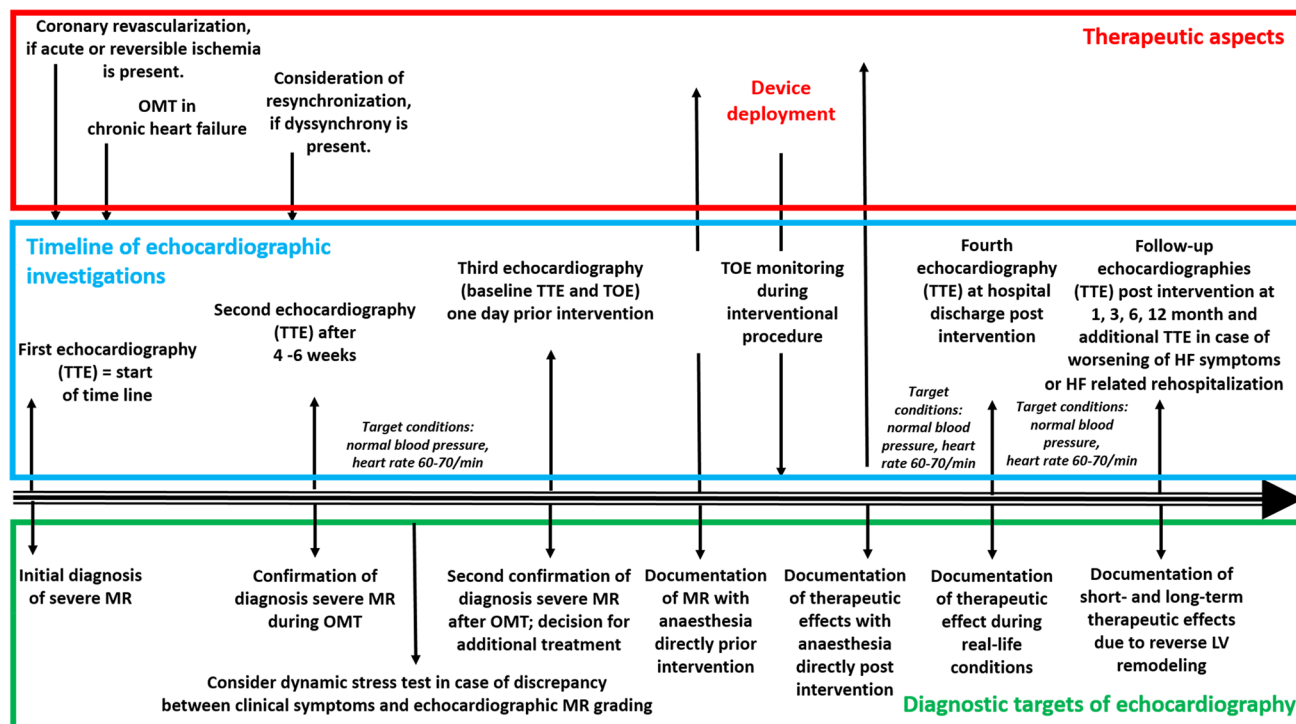 Therapeutic aspects
Coronary revascularization,
if acute or reversible ischemia
is present.
OMT in
chronic heart failure
Consideration of
resynchronization,
if dyssynchrony is
present.
Device
deployment
Timeline of echocardiographic
investigations
First echocardiography
(TTE) = start
of time line
Second echocardiography
(TTE) after
4 -6 weeks
Target conditions:
normal blood pressure,
heart rate 60-70/min
Third echocardiography
(baseline TTE and TOE)
one day prior intervention
TOE monitoring
during
interventional
procedure
Target
conditions:
normal blood
pressure, heart
rate 60-70/min
Fourth
echocardiography
(TTE) at hospital
discharge post
intervention
Target conditions:
normal blood
pressure,
heart rate 60-70/min
Follow-up
echocardiographies
(TTE) post intervention at
1, 3, 6, 12 month and
additional TTE in case of
worsening of HF symptoms
or HF related rehospitalization
Initial diagnosis
of severe MR
Confirmation of
diagnosis severe MR
during OMT
Consider dynamic stress test in case of discrepancy
between clinical symptoms and echocardiographic MR grading
Second confirmation of
diagnosis severe MR
after OMT; decision for
additional treatment
Documentation
of MR with
anaesthesia
directly prior
intervention
Documentation
of therapeutic
effects with
anaesthesia
directly post
intervention
Documentation
of therapeutic
effect during
real-life
conditions
Documentation of
short- and long-term
therapeutic effects
due to reverse LV
remodeling
Diagnostic targets of echocardiography